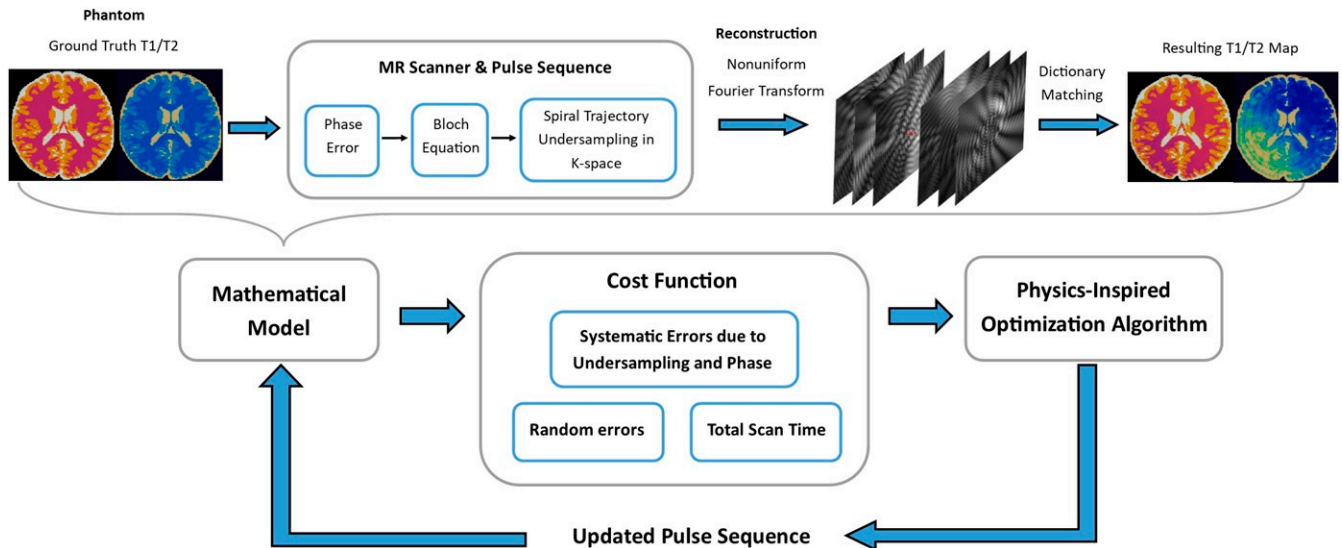 Phantom
Ground Truth T1/T2
MR Scanner & Pulse Sequence
Phase
Error
Bloch
Equation
Spiral Trajectory
Undersampling in
K-space
Reconstruction
Nonuniform
Fourier Transform
Dictionary
Matching
Resulting T1/T2 Map
Mathematical
Model
Cost Function
Systematic Errors due to
Undersampling and Phase
Random errors
Total Scan Time
Physics-Inspired
Optimization Algorithm
Updated Pulse Sequence